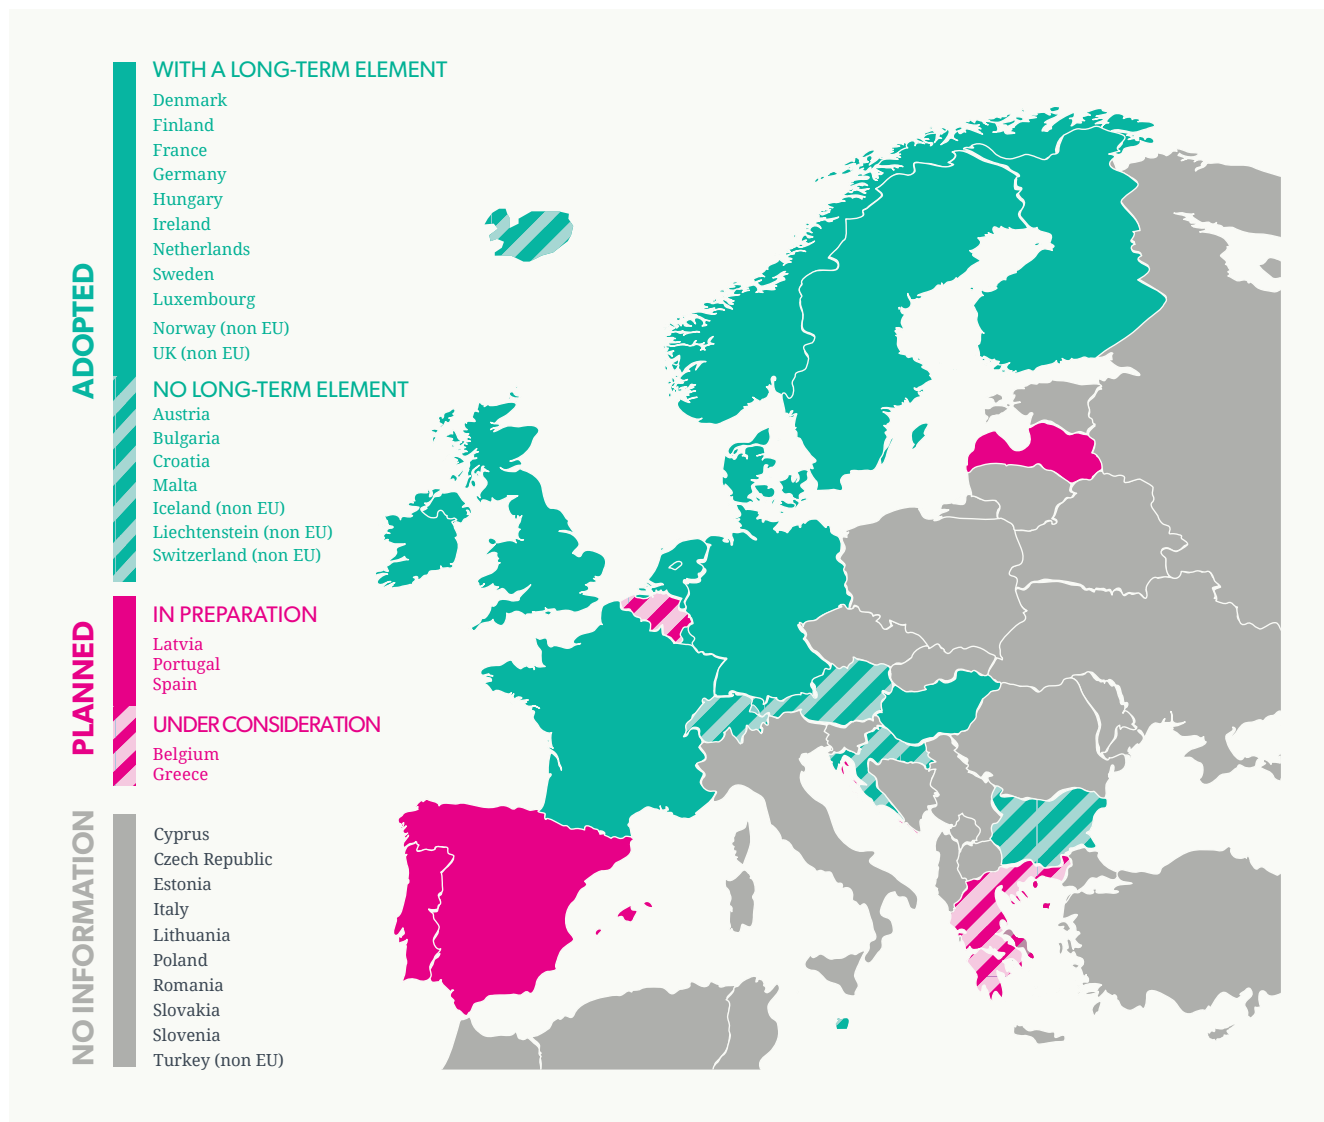 ADOPTED
WITH A LONG-TERM ELEMENT
Denmark
Finland
France
Germany
Hungary
Ireland
Netherlands
Sweden
Luxembourg
Norway (non EU)
UK (non EU)
NO LONG-TERM ELEMENT
Austria
Bulgaria
Croatia
Malta
Iceland (non EU)
Liechtenstein (non EU)
Switzerland (non EU)
PLANNED
IN PREPARATION
Latvia
Portugal
Spain
UNDER CONSIDERATION
Belgium
Greece
NO INFORMATION
Cyprus
Czech Republic
Estonia
Italy
Lithuania
Poland
Romania
Slovakia
Slovenia
Turkey (non EU)